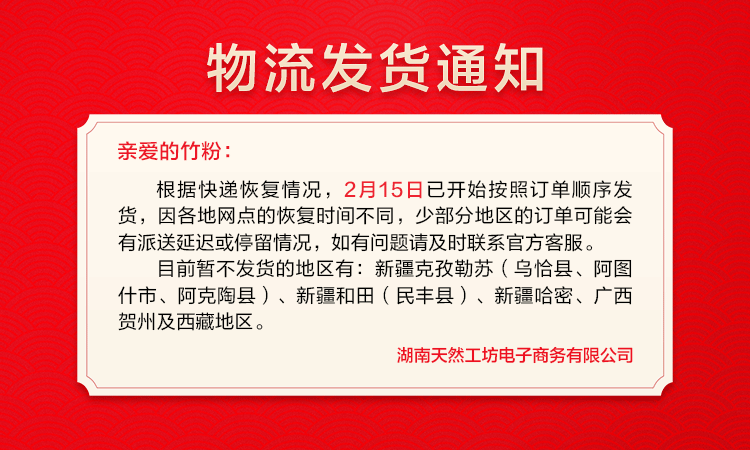 物流发货通知
亲爱的竹粉：
根据快递恢复情况，2月15日已开始按照订单顺序发
货，因各地网点的恢复时间不同，少部分地区的订单可能会
有派送延迟或停留情况，如有问题请及时联系官方客服。
目前暂不发货的地区有：新疆克孜勒苏（乌恰县、阿图
什市、阿克陶县）、新疆和田（民丰县）、新疆哈密、广西
贺州及西藏地区。
湖南天然工坊电子商务有限公司